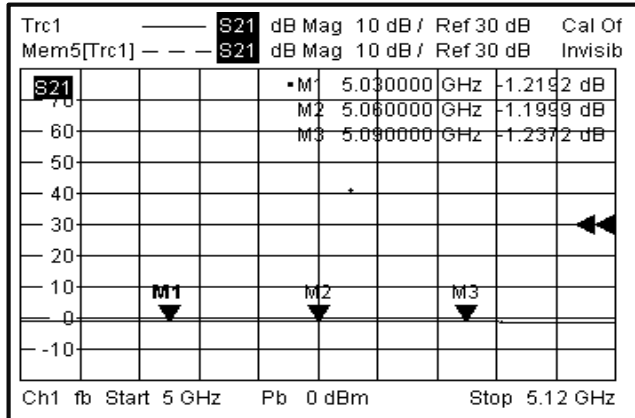 Trc1 S21 dB Mag 10 dB / Ref 30 dB Cal Of
Mem5[Trc1] S21 dB Mag 10 dB / Ref 30 dB Invisib
S21
•M1 5.030000 GHz -1.2192 dB
M2 5.060000 GHz -1.1999 dB
M3 5.090000 GHz -1.2372 dB
70
60
50
40
30
20
10
M1 M2 M3
0
-10
Ch1 fb Start 5 GHz Pb 0 dBm Stop 5.12 GHz